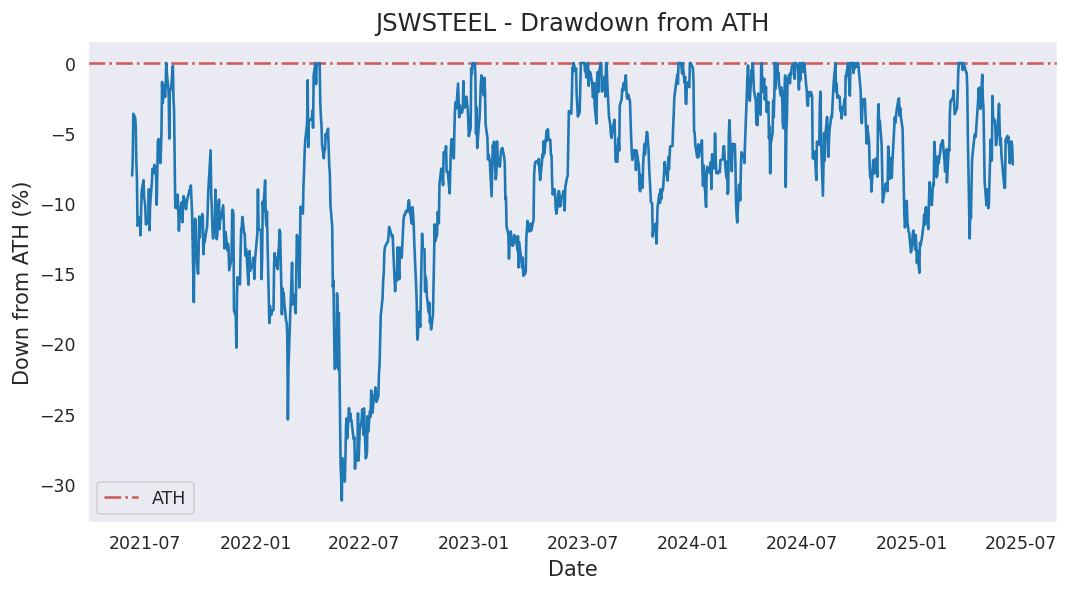 JSWSTEEL - Drawdown from ATH
Down from ATH (%)
0
−5
−10
−15
−20
−25
−30
ATH
2021-07 2022-01 2022-07 2023-01 2023-07 2024-01 2024-07 2025-01 2025-07
Date